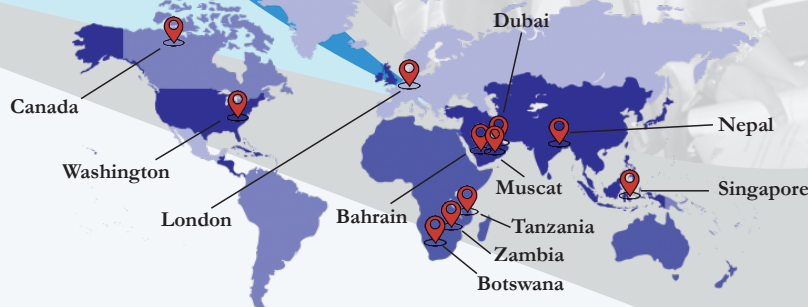 Dubai
Canada
Nepal
Washington
Muscat
Singapore
London
Bahrain
Tanzania
Zambia
Botswana